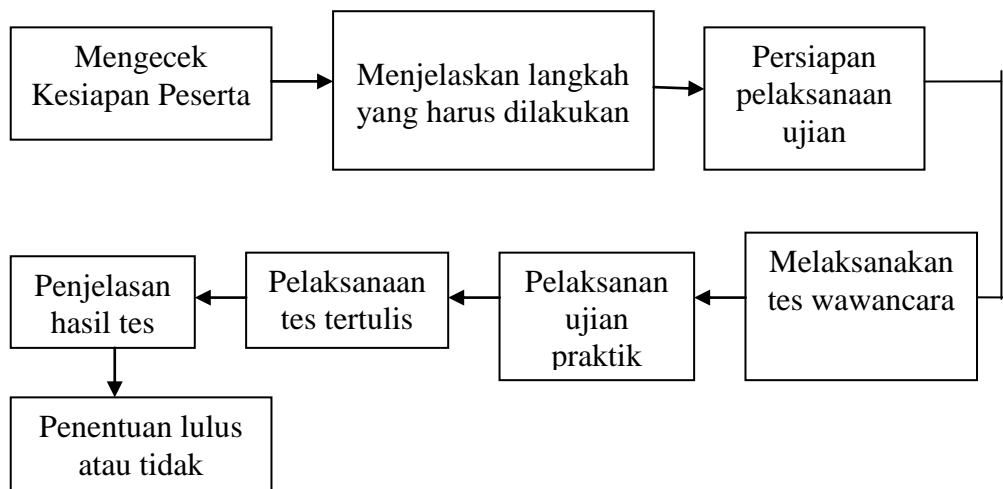 Mengecek
Kesiapan Peserta
Menjelaskan langkah
yang harus dilakukan
Persiapan
pelaksanaan
ujian
Melaksanakan
tes wawancara
Pelaksanan
ujian
praktik
Pelaksanaan
tes tertulis
Penjelasan
hasil tes
Penentuan lulus
atau tidak